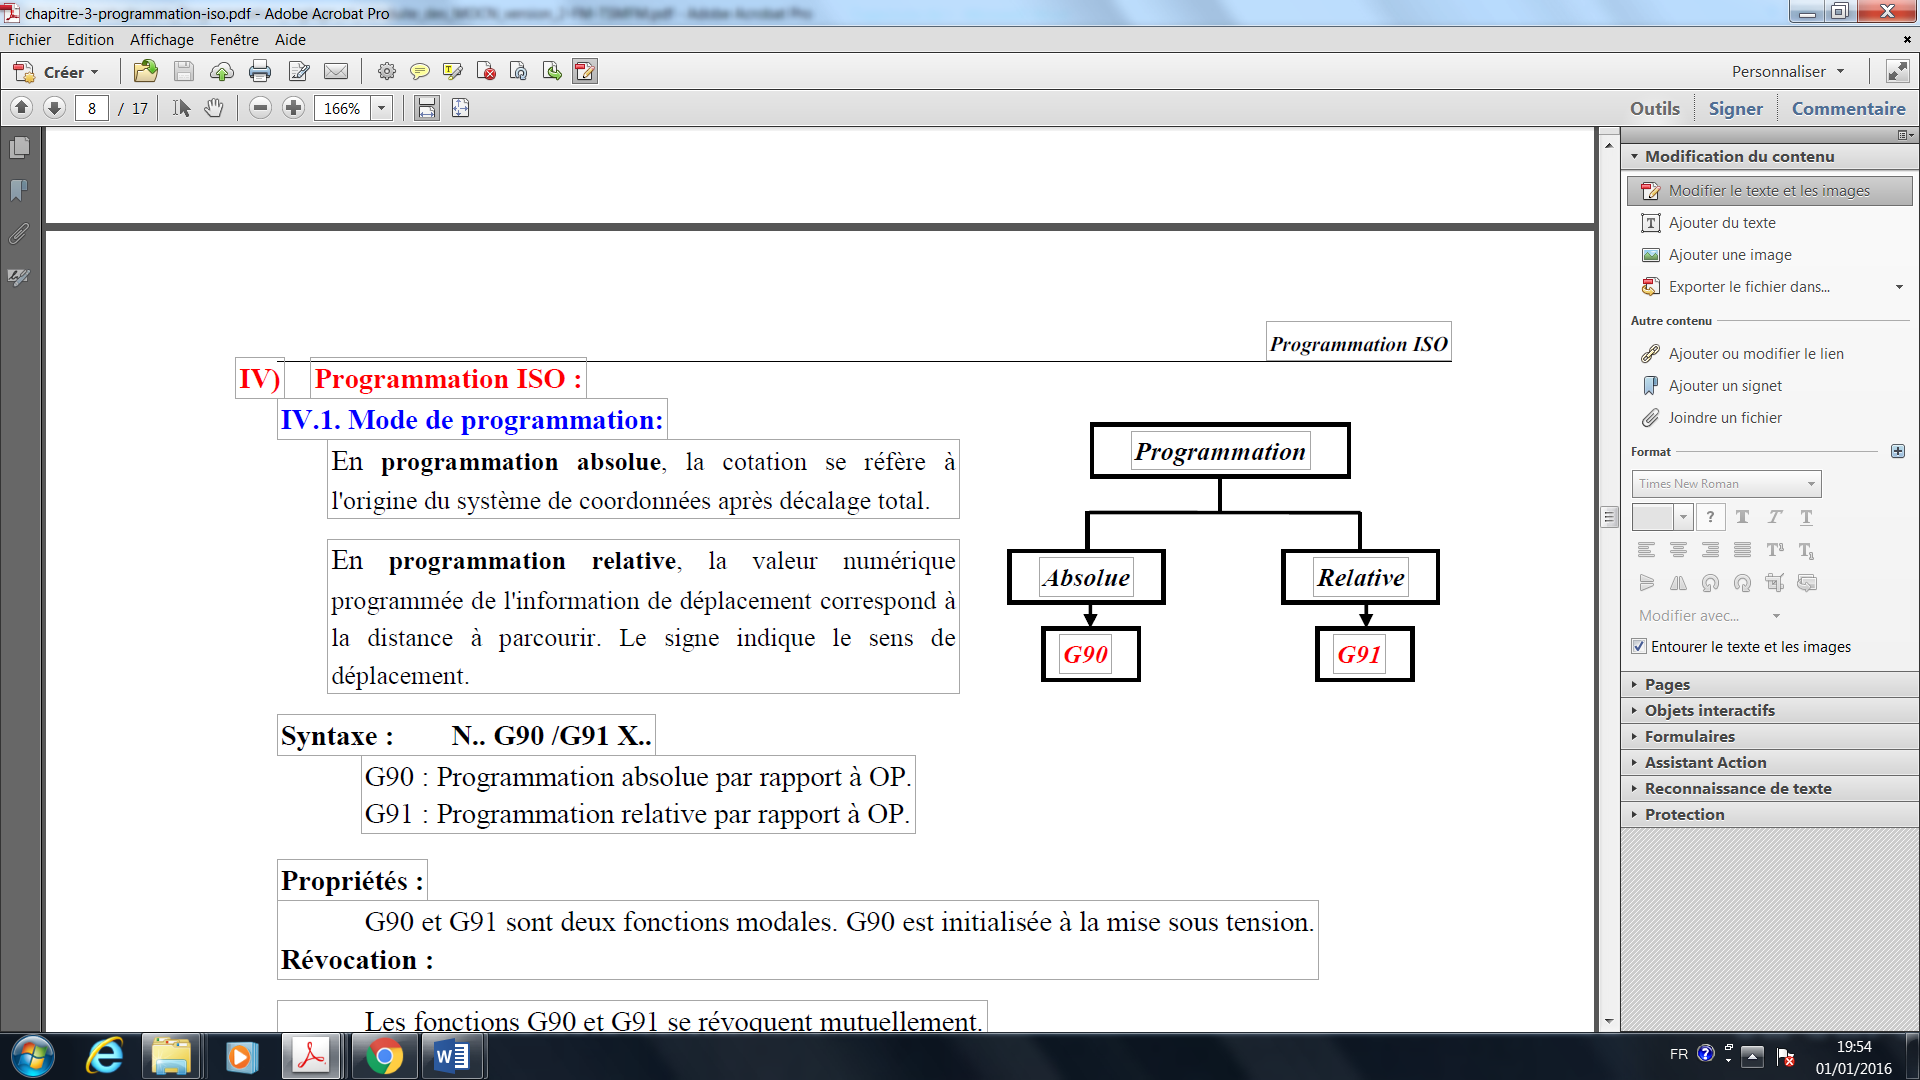 chapitre-3-programmation-iso.pdf - Adobe Acrobat Pro
Fichier Edition Affichage Fenêtre Aide
Créer
Personnaliser
8 / 17
166%
Outils Signer Commentaire
Programmation ISO
IV) Programmation ISO :
IV.1. Mode de programmation:
En programmation absolue, la cotation se réfère à
l'origine du système de coordonnées après décalage total.
En programmation relative, la valeur numérique
programmée de l'information de déplacement correspond à
la distance à parcourir. Le signe indique le sens de
déplacement.
Programmation
Absolue
Relative
G90
G91
Syntaxe : N.. G90 /G91 X..
G90 : Programmation absolue par rapport à OP.
G91 : Programmation relative par rapport à OP.
Propriétés :
G90 et G91 sont deux fonctions modales. G90 est initialisée à la mise sous tension.
Révocation :
Les fonctions G90 et G91 se révoquent mutuellement.
Modification du contenu
Modifier le texte et les images
Ajouter du texte
Ajouter une image
Exporter le fichier dans...
Autre contenu
Ajouter ou modifier le lien
Ajouter un signet
Joindre un fichier
Format
Times New Roman
Modifier avec...
Entourer le texte et les images
Pages
Objets interactifs
Formulaires
Assistant Action
Reconnaissance de texte
Protection
FR
19:54
01/01/2016